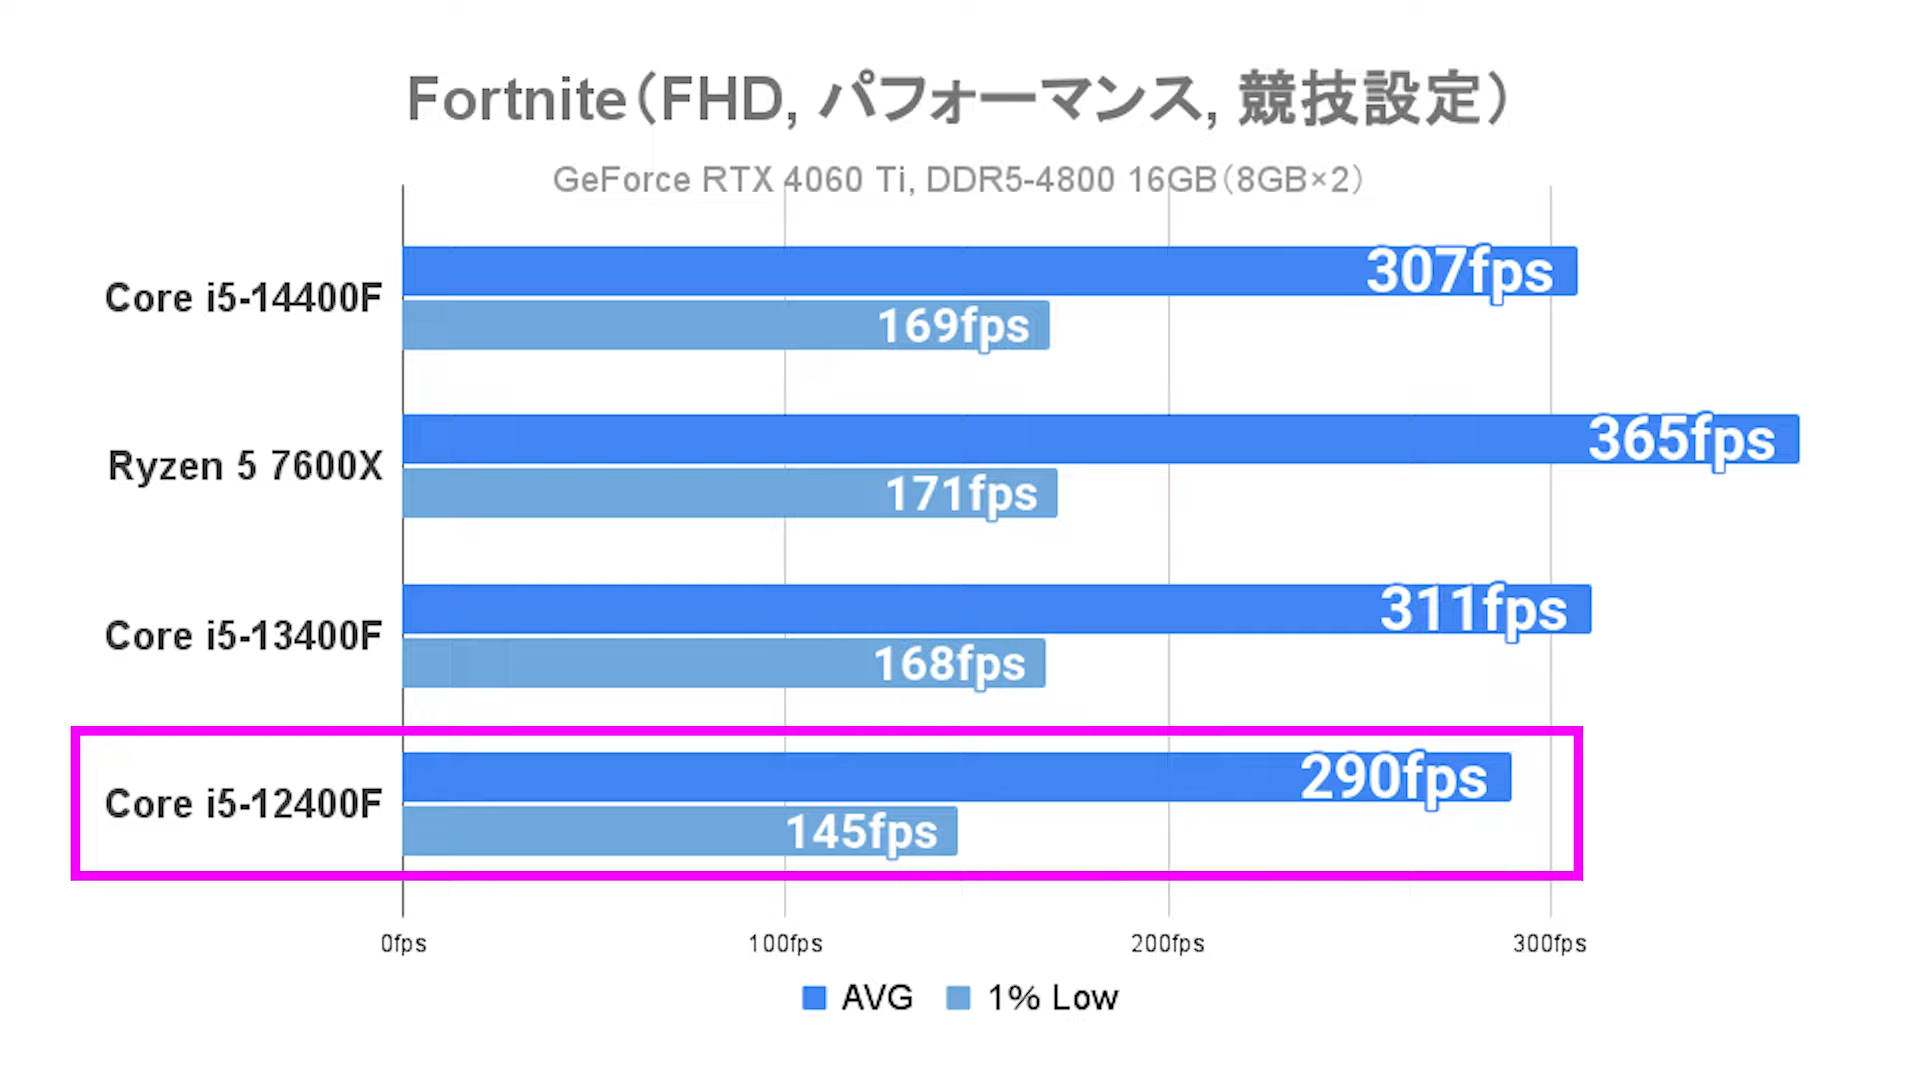 Fortnite（FHD, パフォーマンス, 競技設定）
GeForce RTX 4060 Ti, DDR5-4800 16GB（8GB×2）
Core i5-14400F
307fps
169fps
Ryzen 5 7600X
365fps
171fps
Core i5-13400F
311fps
168fps
Core i5-12400F
290fps
145fps
0fps 100fps 200fps 300fps
AVG 1% Low